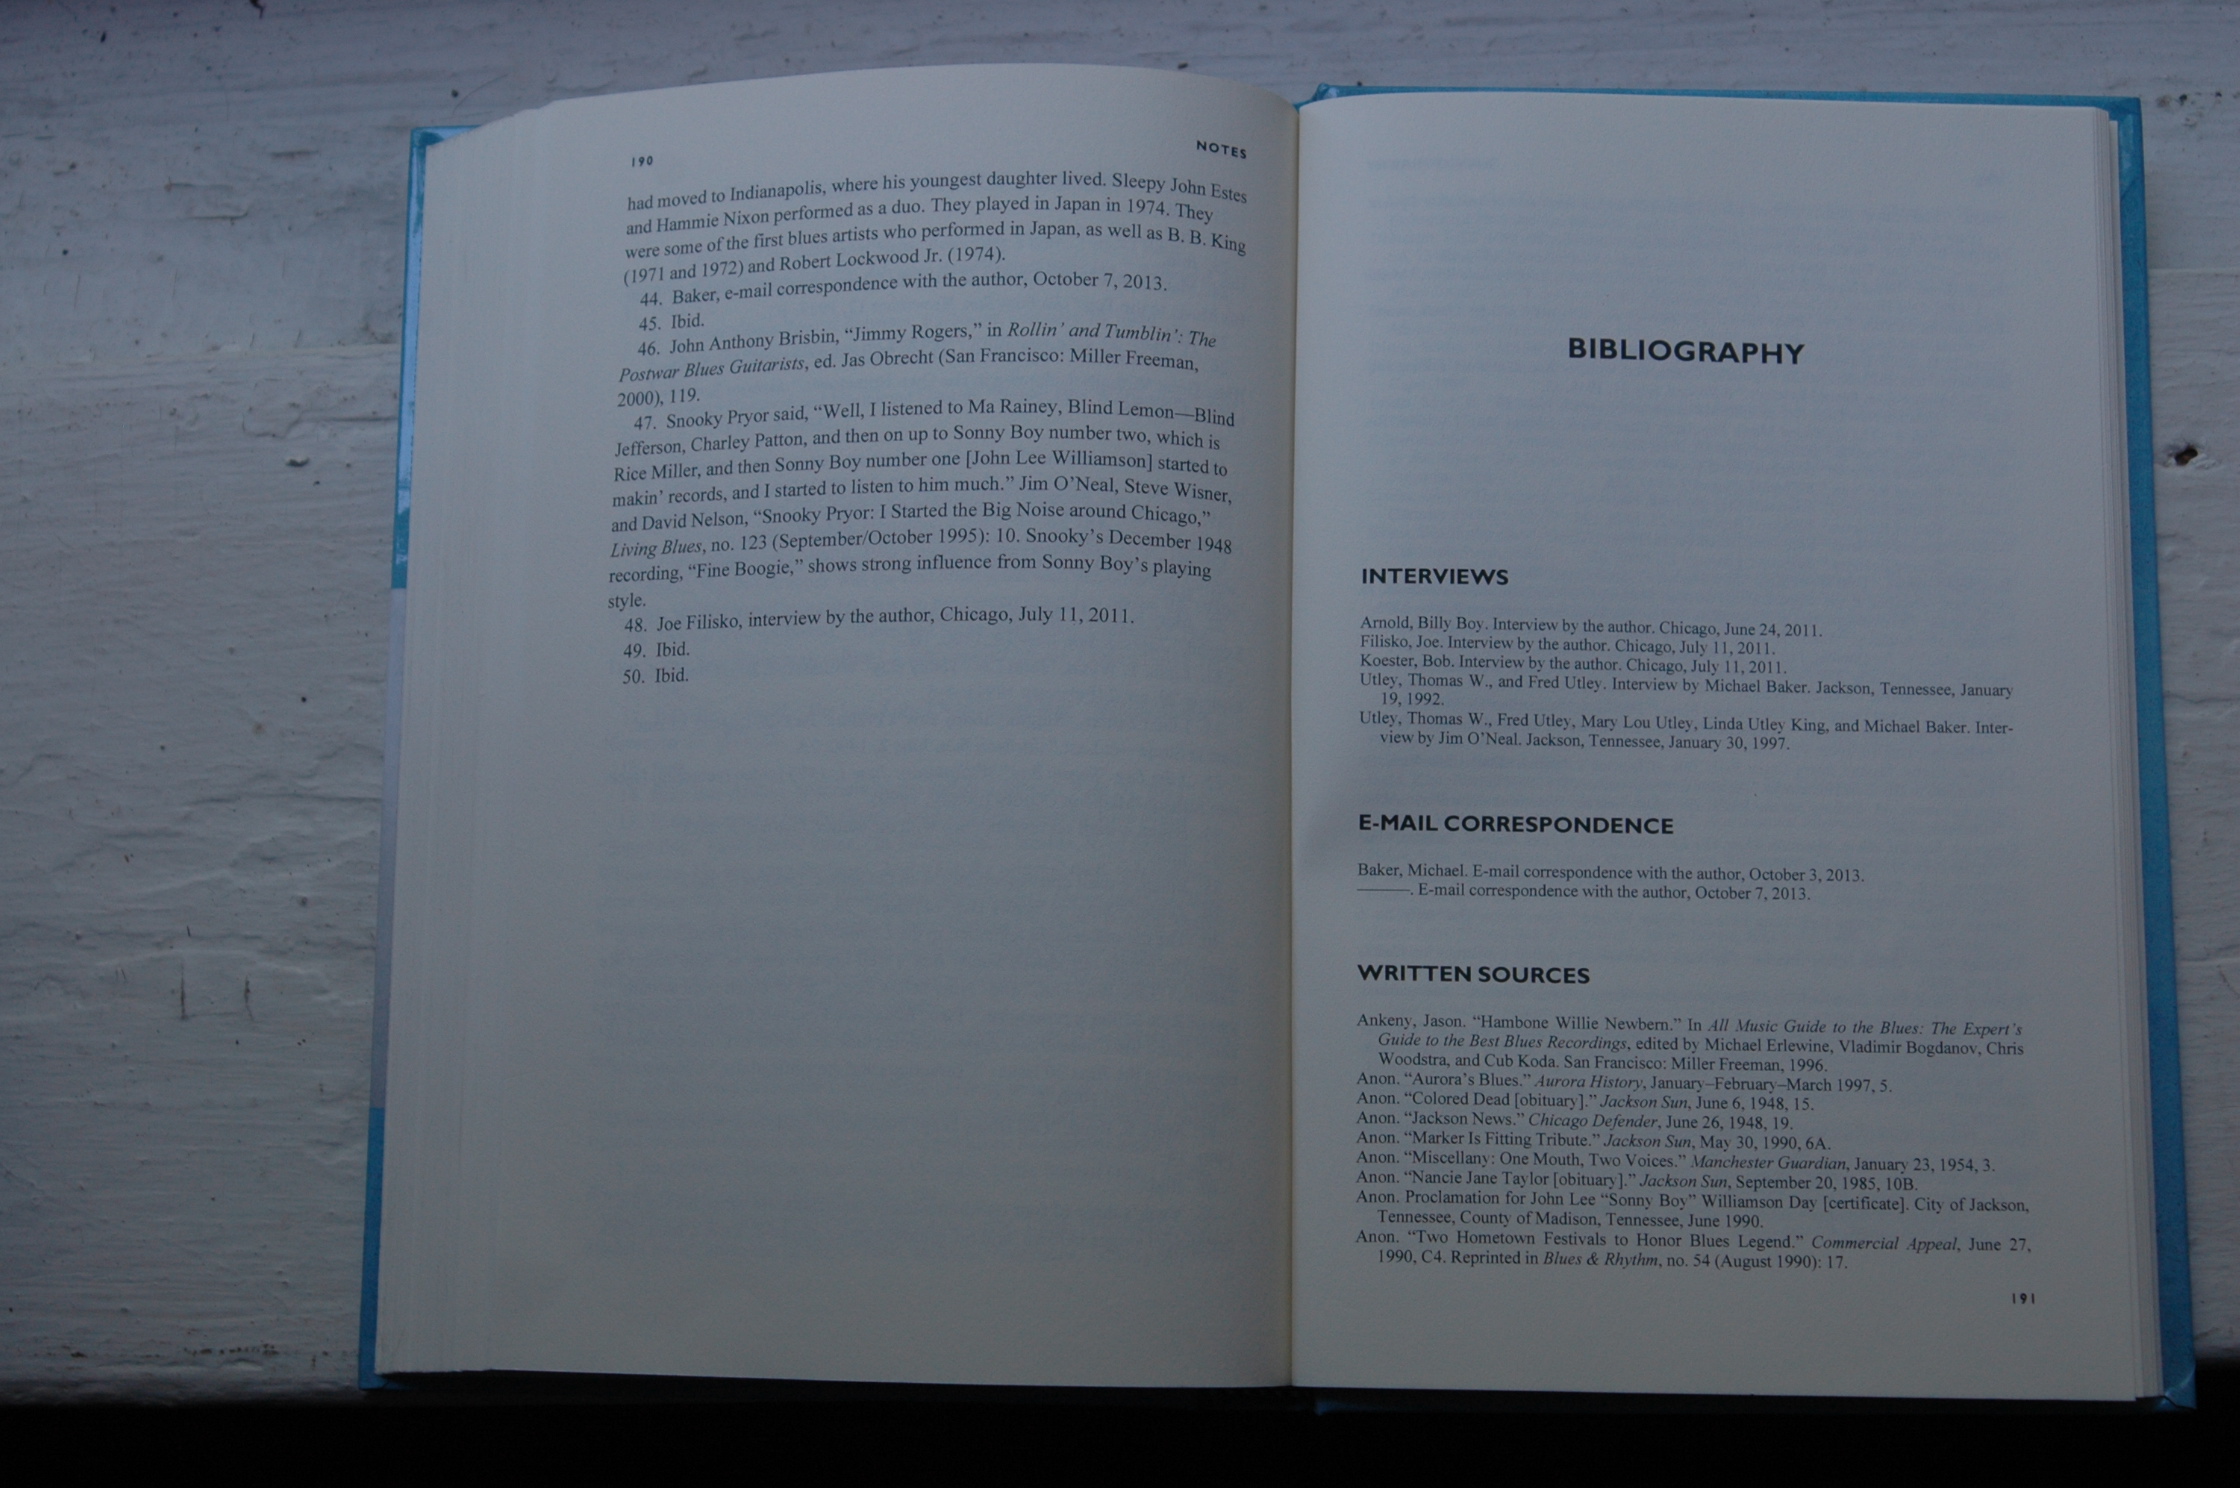 190
NOTES
had moved to Indianapolis, where his youngest daughter lived. Sleepy John Estes
and Hammie Nixon performed as a duo. They played in Japan in 1974. They
were some of the first blues artists who performed in Japan, as well as B. B. King
(1971 and 1972) and Robert Lockwood Jr. (1974).
44. Baker, e-mail correspondence with the author, October 7, 2013.
45. Ibid.
46. John Anthony Brisbin, “Jimmy Rogers,” in Rollin’ and Tumblin’: The
Postwar Blues Guitarists, ed. Jas Obrecht (San Francisco: Miller Freeman,
2000), 119.
47. Snooky Pryor said, “Well, I listened to Ma Rainey, Blind Lemon—Blind
Jefferson, Charley Patton, and then on up to Sonny Boy number two, which is
Rice Miller, and then Sonny Boy number one [John Lee Williamson] started to
makin’ records, and I started to listen to him much.” Jim O’Neal, Steve Wisner,
and David Nelson, “Snooky Pryor: I Started the Big Noise around Chicago,”
Living Blues, no. 123 (September/October 1995): 10. Snooky’s December 1948
recording, “Fine Boogie,” shows strong influence from Sonny Boy’s playing
style.
48. Joe Filisko, interview by the author, Chicago, July 11, 2011.
49. Ibid.
50. Ibid.
BIBLIOGRAPHY
INTERVIEWS
Arnold, Billy Boy. Interview by the author. Chicago, June 24, 2011.
Filisko, Joe. Interview by the author. Chicago, July 11, 2011.
Koester, Bob. Interview by the author. Chicago, July 11, 2011.
Utley, Thomas W., and Fred Utley. Interview by Michael Baker. Jackson, Tennessee, January
19, 1992.
Utley, Thomas W., Fred Utley, Mary Lou Utley, Linda Utley King, and Michael Baker. Inter-
view by Jim O’Neal. Jackson, Tennessee, January 30, 1997.
E-MAIL CORRESPONDENCE
Baker, Michael. E-mail correspondence with the author, October 3, 2013.
———. E-mail correspondence with the author, October 7, 2013.
WRITTEN SOURCES
Ankeny, Jason. “Hambone Willie Newbern.” In All Music Guide to the Blues: The Expert’s
Guide to the Best Blues Recordings, edited by Michael Erlewine, Vladimir Bogdanov, Chris
Woodstra, and Cub Koda. San Francisco: Miller Freeman, 1996.
Anon. “Aurora’s Blues.” Aurora History, January–February–March 1997, 5.
Anon. “Colored Dead [obituary].” Jackson Sun, June 6, 1948, 15.
Anon. “Jackson News.” Chicago Defender, June 26, 1948, 19.
Anon. “Marker Is Fitting Tribute.” Jackson Sun, May 30, 1990, 6A.
Anon. “Miscellany: One Mouth, Two Voices.” Manchester Guardian, January 23, 1954, 3.
Anon. “Nancie Jane Taylor [obituary].” Jackson Sun, September 20, 1985, 10B.
Anon. Proclamation for John Lee “Sonny Boy” Williamson Day [certificate]. City of Jackson,
Tennessee, County of Madison, Tennessee, June 1990.
Anon. “Two Hometown Festivals to Honor Blues Legend.” Commercial Appeal, June 27,
1990, C4. Reprinted in Blues & Rhythm, no. 54 (August 1990): 17.
191